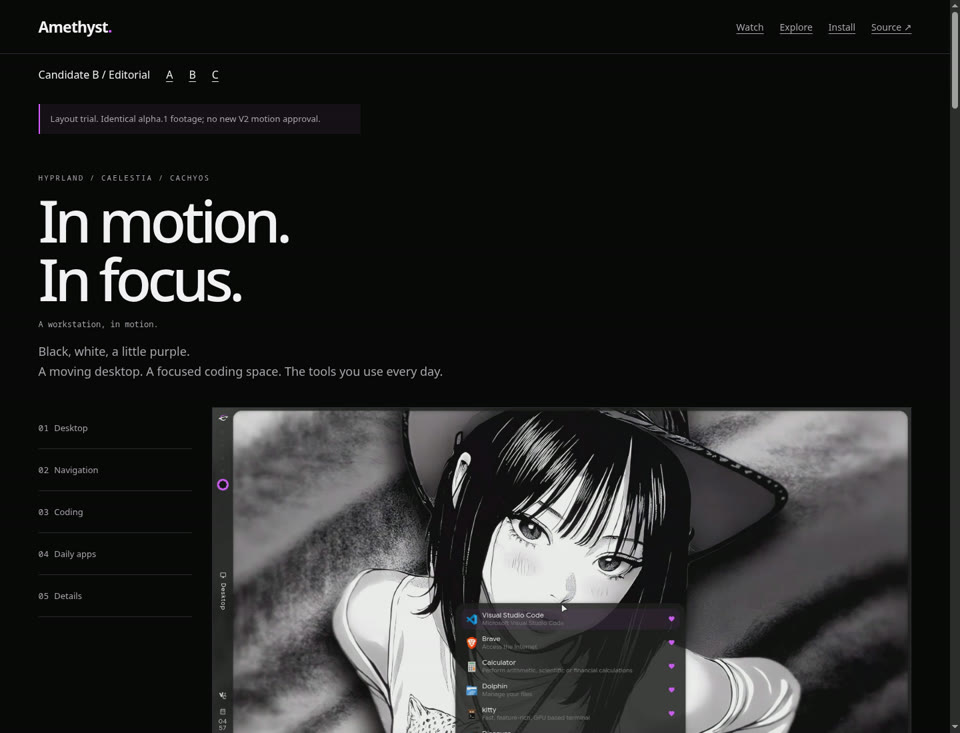 Amethyst.
Watch Explore Install Source ↗
Candidate B / Editorial A B C
Layout trial. Identical alpha.1 footage; no new V2 motion approval.
HYPRLAND / CAELESTIA / CACHYOS
In motion.
In focus.
A workstation, in motion.
Black, white, a little purple.
A moving desktop. A focused coding space. The tools you use every day.
01 Desktop
02 Navigation
03 Coding
04 Daily apps
05 Details
Desktop
04
57
Visual Studio Code
Microsoft Visual Studio Code
Brave
Access the Internet
Calculator
Perform arithmetic, scientific or financial calculations
Dolphin
Manage your files
kitty
Fast, feature-rich, GPU based terminal